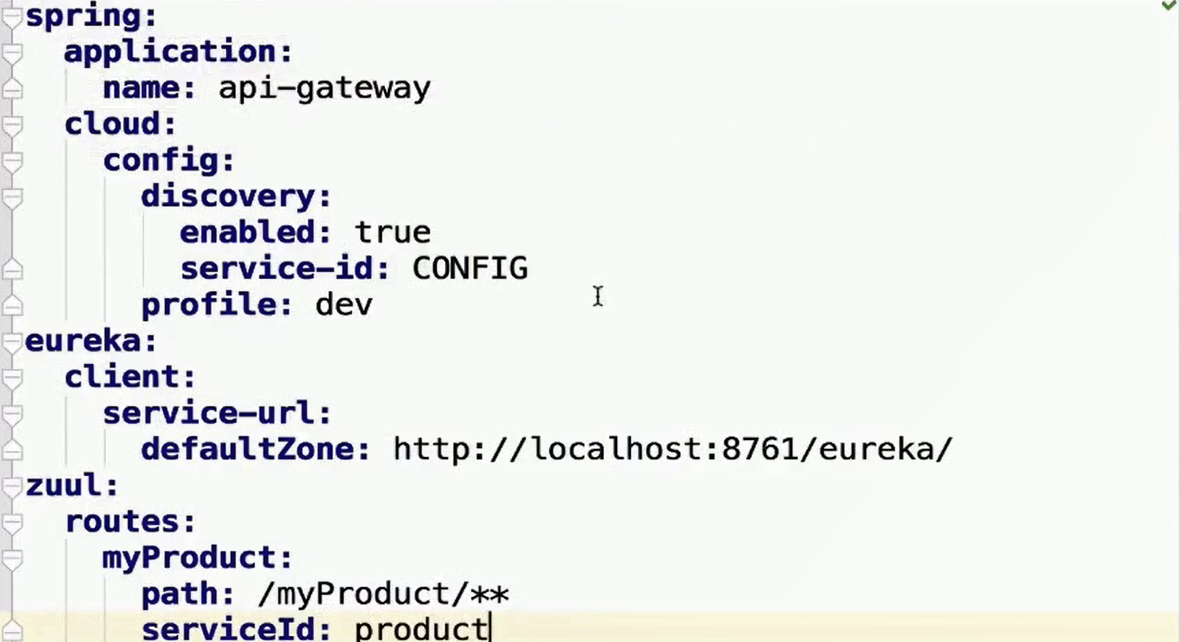 spring:
  application:
    name: api-gateway
  cloud:
    config:
      discovery:
        enabled: true
        service-id: CONFIG
      profile: dev
eureka:
  client:
    service-url:
      defaultZone: http://localhost:8761/eureka/
zuul:
  routes:
    myProduct:
      path: /myProduct/**
      serviceId: product